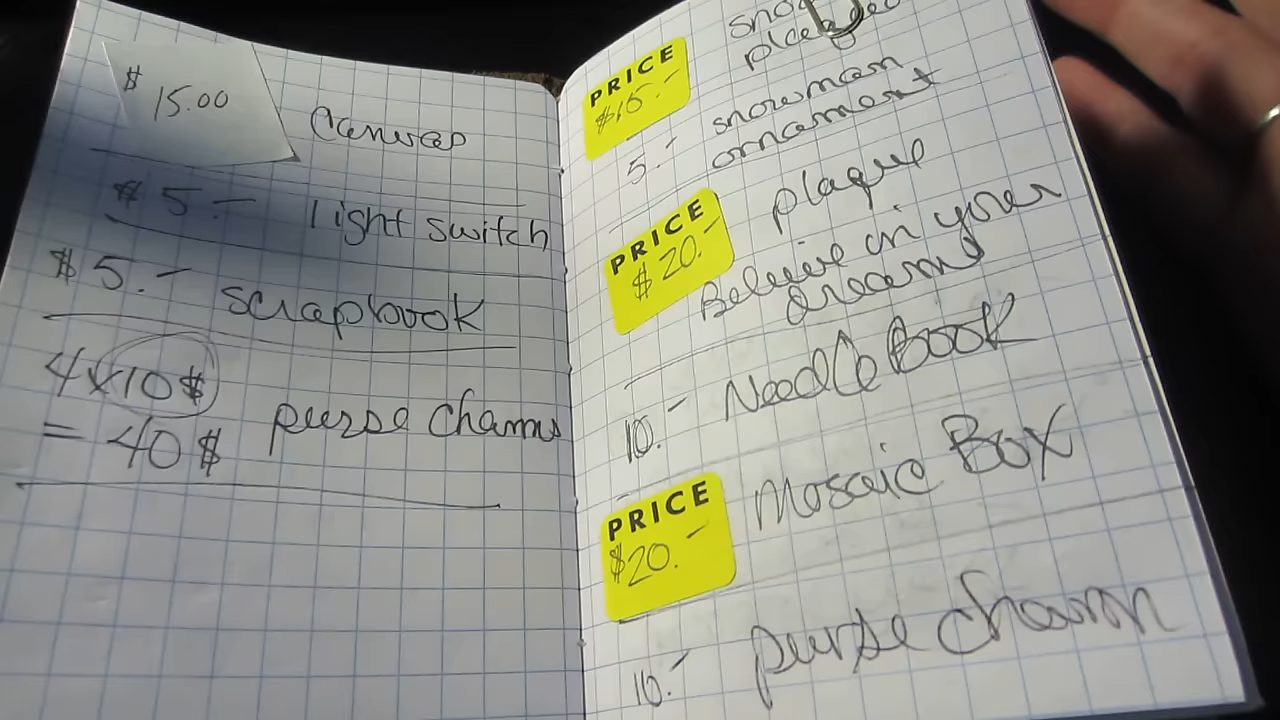 $ 15.00 Canvas
$ 5.- light switch
$ 5.- scrapbook
4x10$
= 40$ purse charms
PRICE
$15.-
5.- snowman
ornament
PRICE plaque
$20.- Believe in your
dreams
10.- Needle Book
PRICE Mosaic Box
$20.-
10.- purse charm